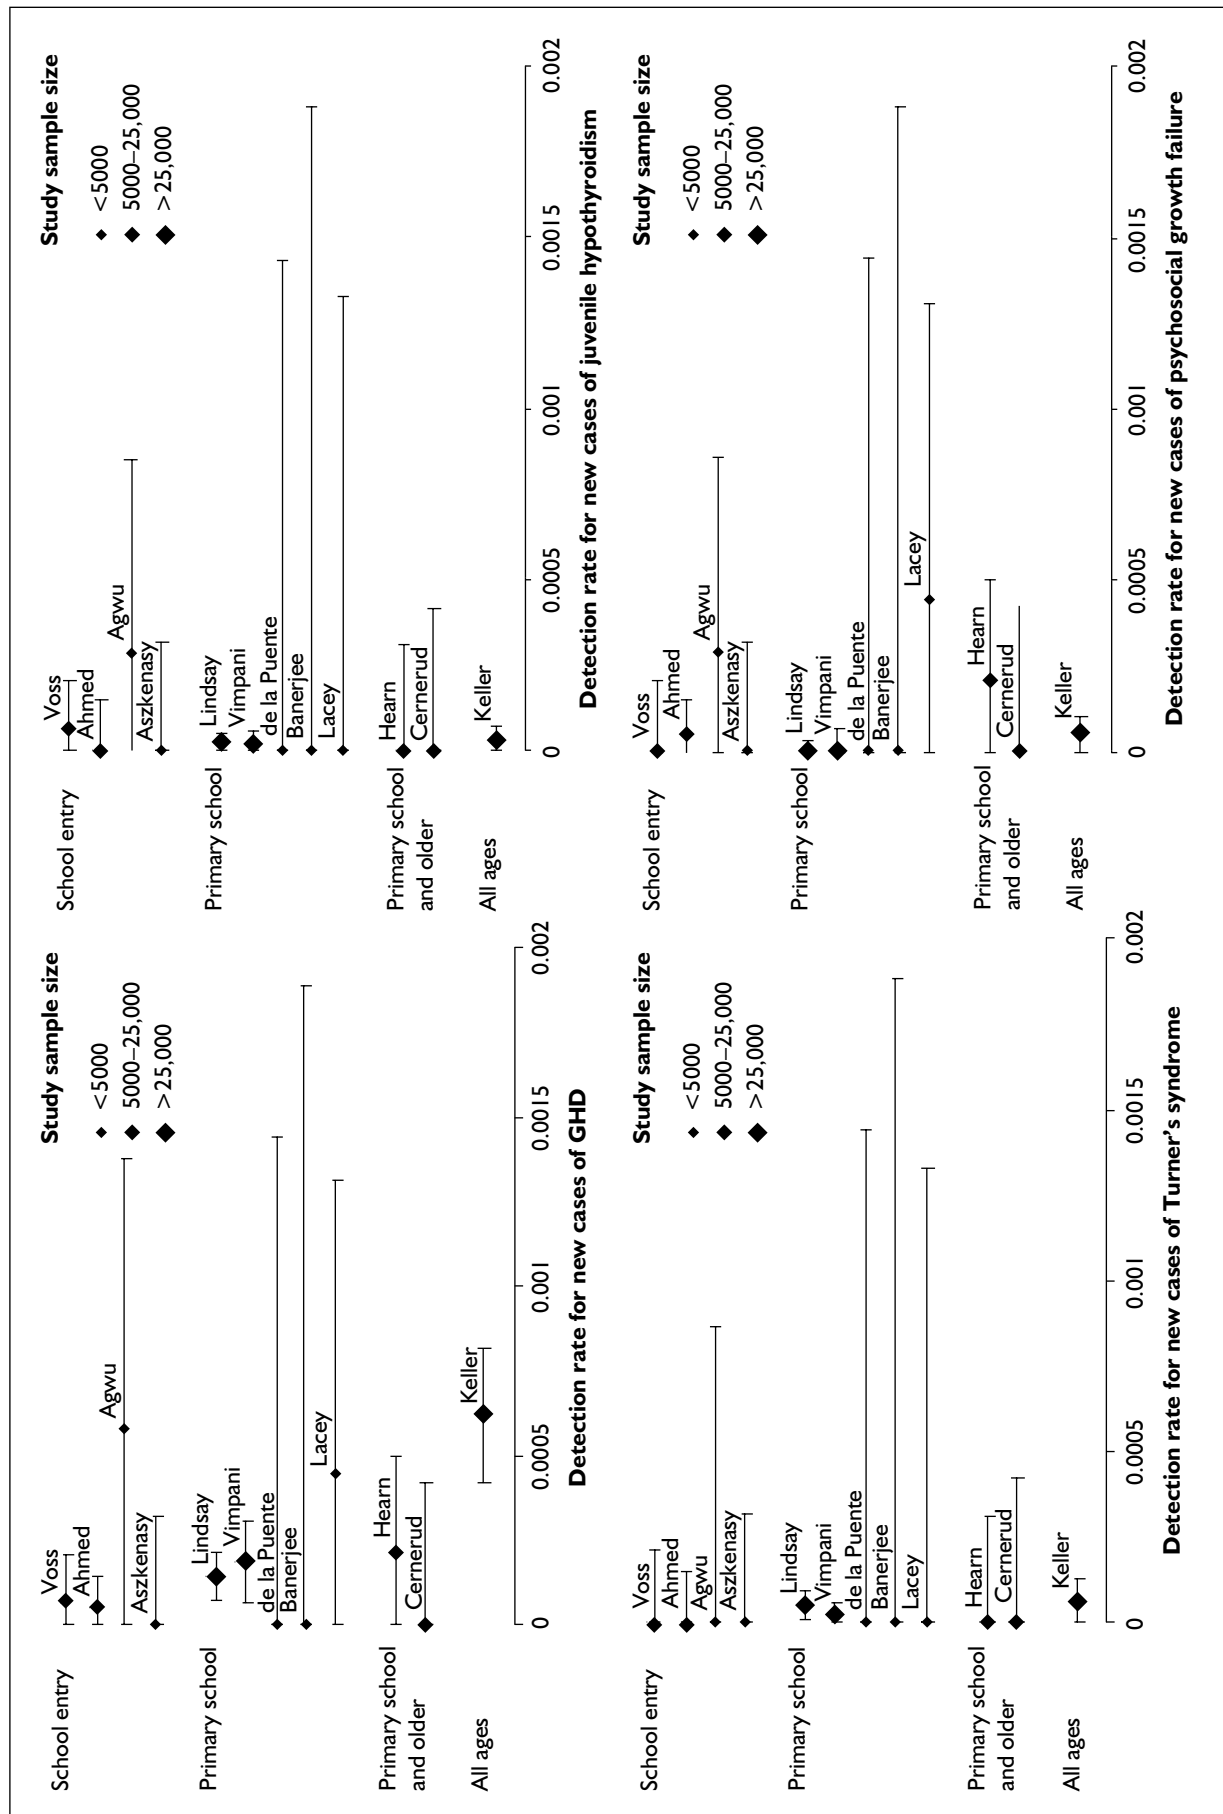 Study sample size
<5000
5000–25,000
>25,000
School entry
Voss
Ahmed
Agwu
Aszkenasy
Primary school
Lindsay
Vimpani
de la Puente
Banerjee
Lacey
Primary school
and older
Hearn
Cernerud
All ages
Keller
0
0.0005
0.001
0.0015
0.002
Detection rate for new cases of GHD
Study sample size
<5000
5000–25,000
>25,000
School entry
Voss
Ahmed
Agwu
Aszkenasy
Primary school
Lindsay
Vimpani
de la Puente
Banerjee
Lacey
Primary school
and older
Hearn
Cernerud
All ages
Keller
0
0.0005
0.001
0.0015
0.002
Detection rate for new cases of juvenile hypothyroidism
Study sample size
<5000
5000–25,000
>25,000
School entry
Voss
Ahmed
Agwu
Aszkenasy
Primary school
Lindsay
Vimpani
de la Puente
Banerjee
Lacey
Primary school
and older
Hearn
Cernerud
All ages
Keller
0
0.0005
0.001
0.0015
0.002
Detection rate for new cases of Turner's syndrome
Study sample size
<5000
5000–25,000
>25,000
School entry
Voss
Ahmed
Agwu
Aszkenasy
Primary school
Lindsay
Vimpani
de la Puente
Banerjee
Lacey
Primary school
and older
Hearn
Cernerud
All ages
Keller
0
0.0005
0.001
0.0015
0.002
Detection rate for new cases of psychosocial growth failure